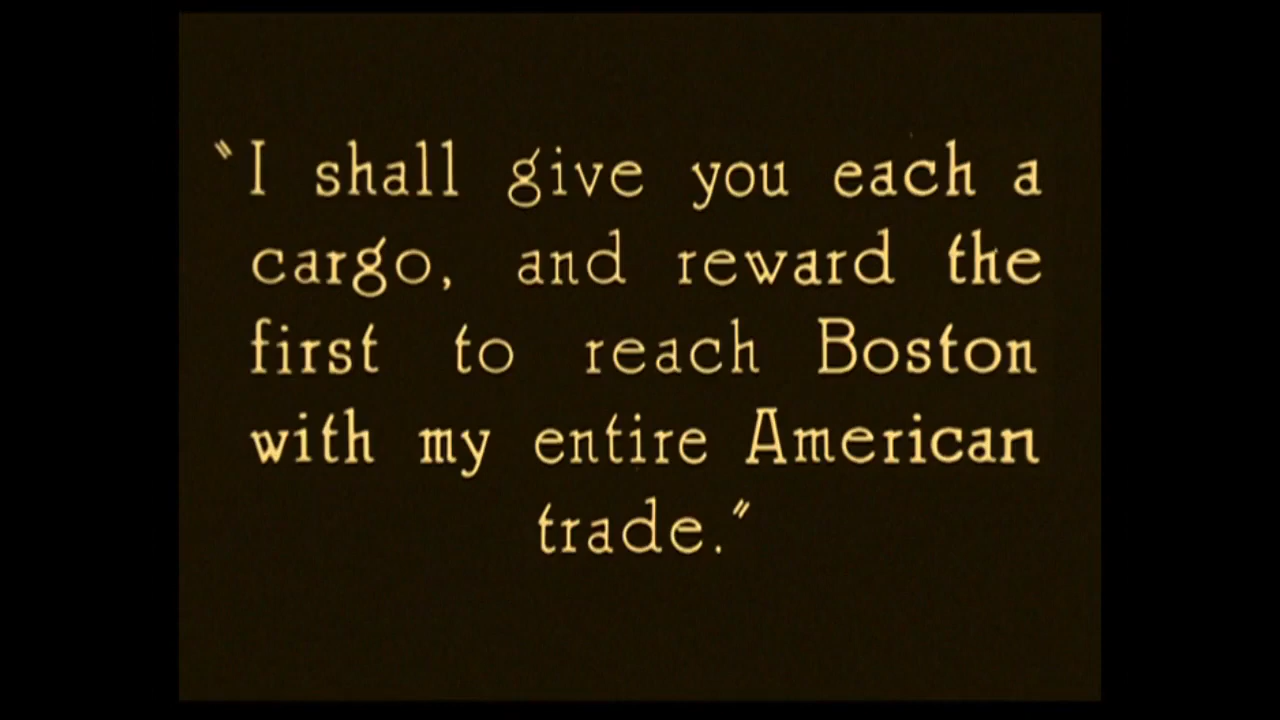 "I shall give you each a
cargo, and reward the
first to reach Boston
with my entire American
trade."